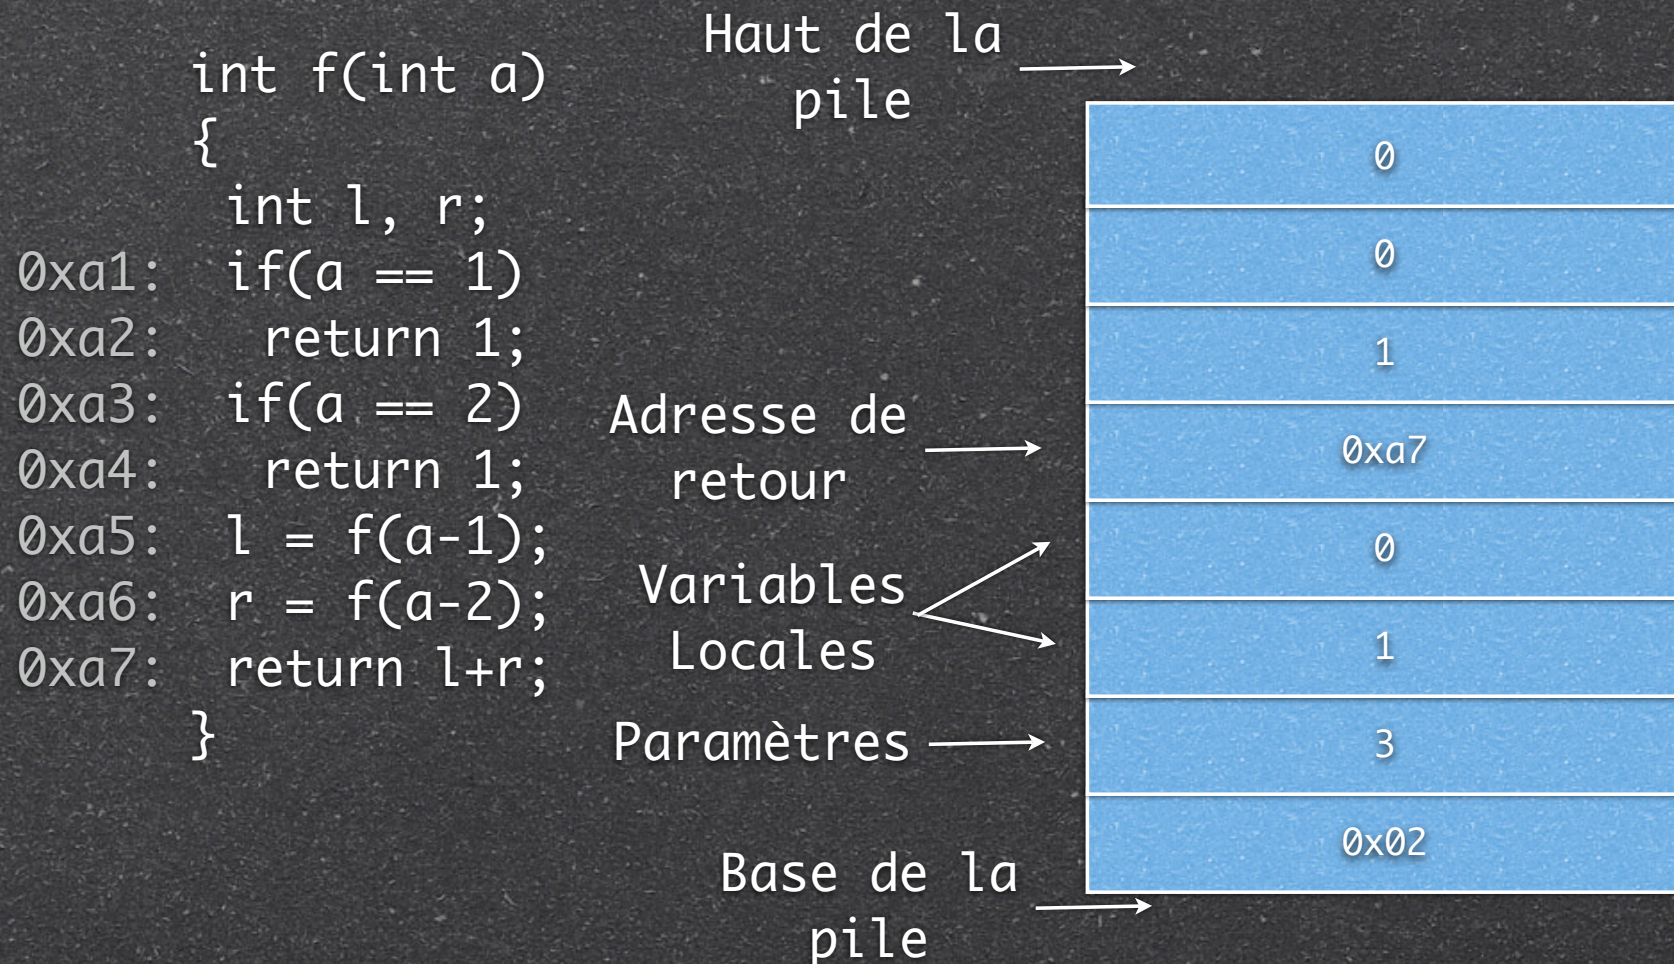 int f(int a)
{
int l, r;
0xa1: if(a == 1)
0xa2: return 1;
0xa3: if(a == 2)
0xa4: return 1;
0xa5: l = f(a-1);
0xa6: r = f(a-2);
0xa7: return l+r;
}
Haut de la
pile
Adresse de
retour
Variables
Locales
Paramètres
Base de la
pile
0
0
1
0xa7
0
1
3
0x02